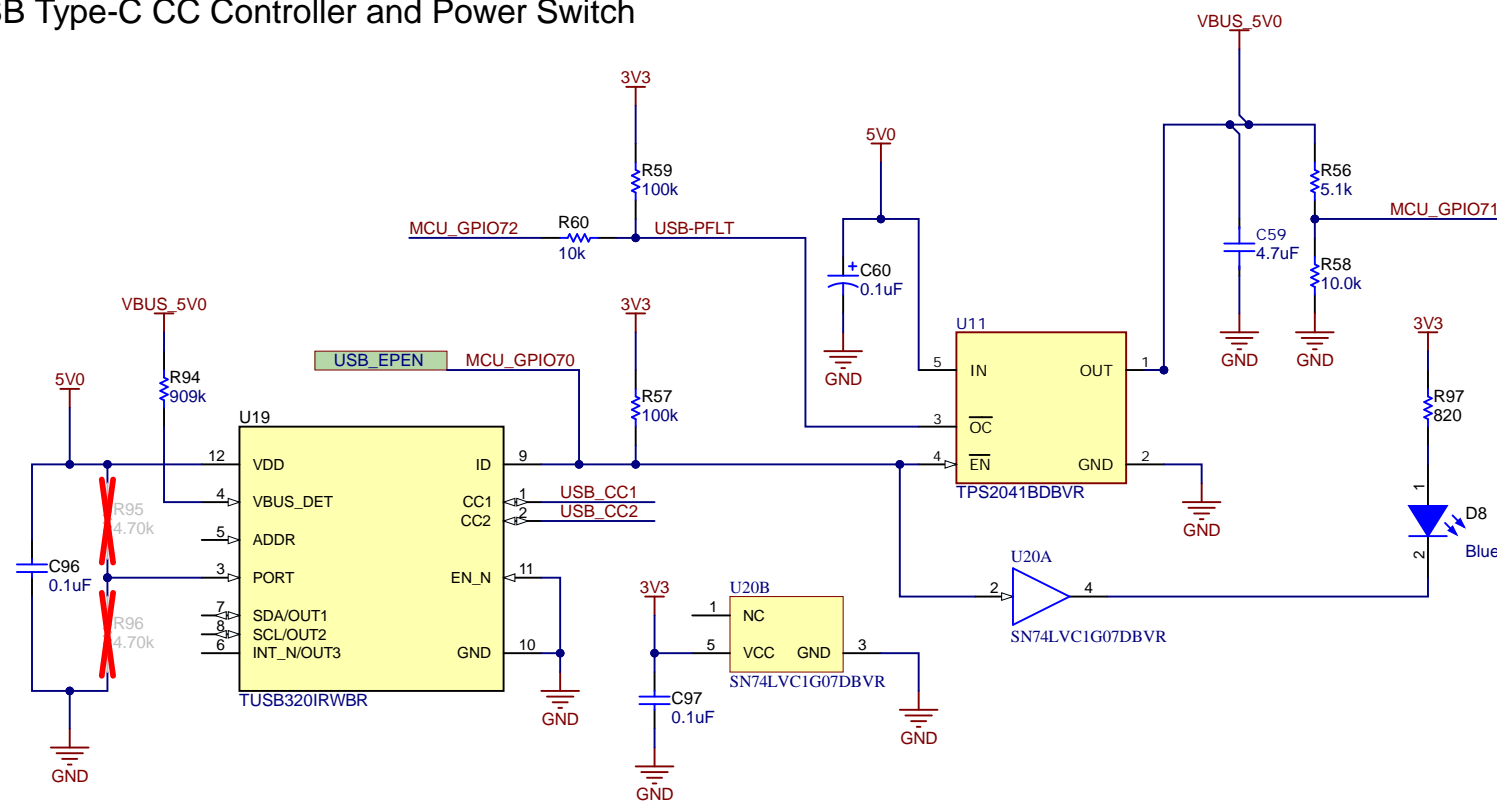 B Type-C CC Controller and Power Switch
VBUS_5V0
3V3
5V0
R59
100k
R56
5.1k
MCU_GPIO72
R60
10k
USB-PFLT
MCU_GPIO71
C59
4.7uF
C60
0.1uF
R58
10.0k
VBUS_5V0
3V3
GND
GND
GND
3V3
USB_EPEN
MCU_GPIO70
U11
5
IN
OUT
1
5V0
R94
909k
R57
100k
R97
820
U19
3
OC
12
VDD
ID
9
4
EN
GND
2
TPS2041BDBVR
4
VBUS_DET
CC1
1
USB_CC1
CC2
2
USB_CC2
R95
4.70k
5
ADDR
GND
1
D8
Blue
2
C96
0.1uF
3
PORT
EN_N
11
U20A
2
4
SN74LVC1G07DBVR
3V3
U20B
1
NC
5
VCC
GND
3
SN74LVC1G07DBVR
R96
4.70k
7
SDA/OUT1
8
SCL/OUT2
6
INT_N/OUT3
GND
10
TUSB320IRWBR
GND
C97
0.1uF
GND
GND
GND